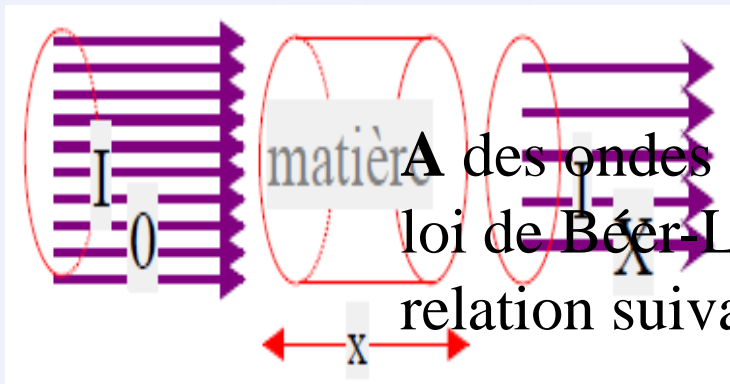 I
0
matière
A des ondes
loi de Béer-L
relation suiva
I
X
x